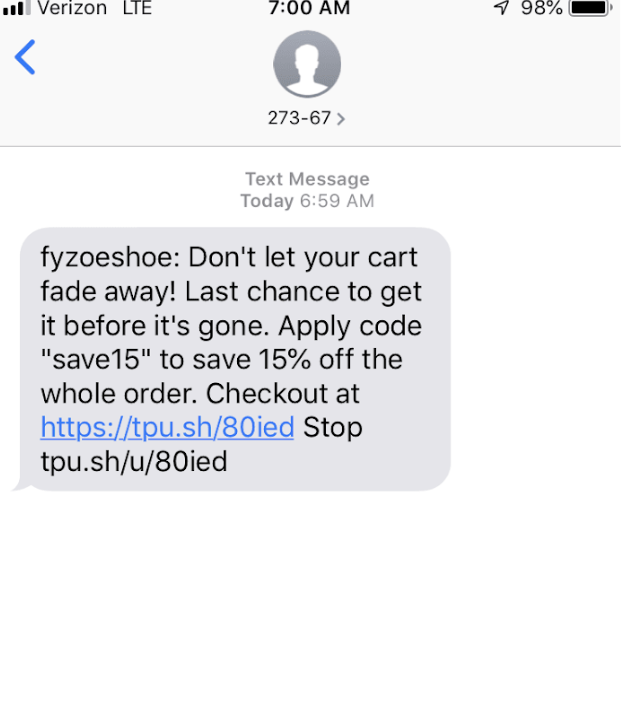 Verizon LTE 7:00 AM 98%
273-67
Text Message
Today 6:59 AM
fyzoeshoe: Don't let your cart
fade away! Last chance to get
it before it's gone. Apply code
"save15" to save 15% off the
whole order. Checkout at
https://tpu.sh/80ied Stop
tpu.sh/u/80ied